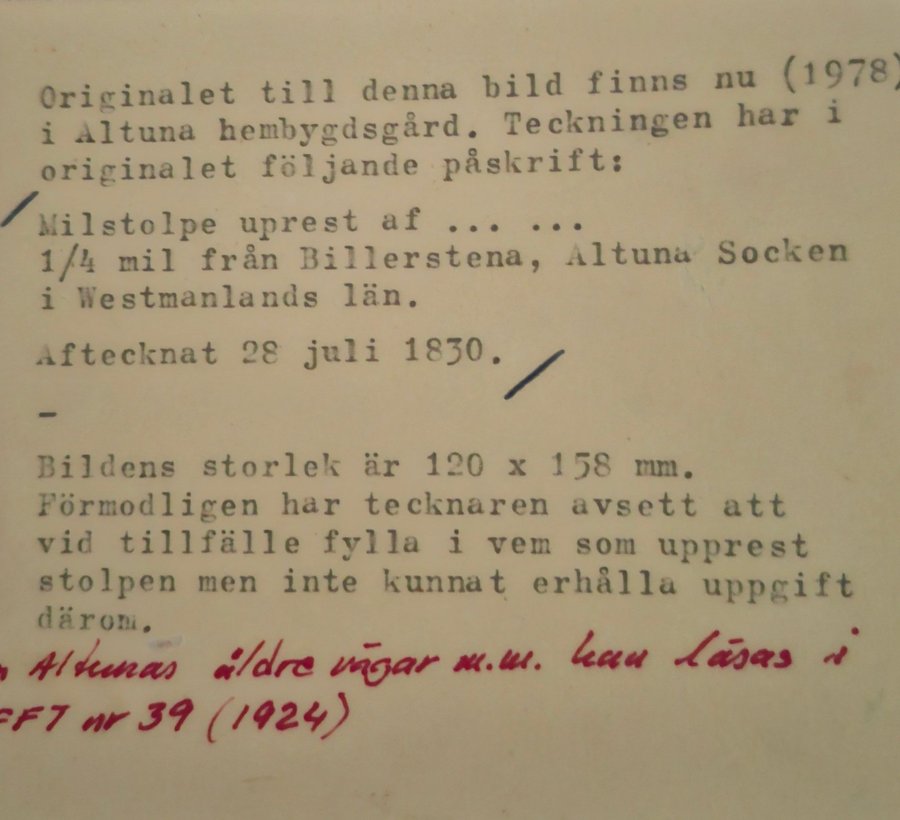 Originalet till denna bild finns nu (1978)
i Altuna hembygdsgård. Teckningen har i
originalet följande påskrift:
Milstolpe uprest af ... ...
1/4 mil från Billerstena, Altuna Socken
i Westmanlands län.
Aftecknat 28 juli 1830.
-
Bildens storlek är 120 x 158 mm.
Förmodligen har tecknaren avsett att
vid tillfälle fylla i vem som upprest
stolpen men inte kunnat erhålla uppgift
därom.
Altunas äldre vägar m.m. kan läsas i
FFT nr 39 (1924)